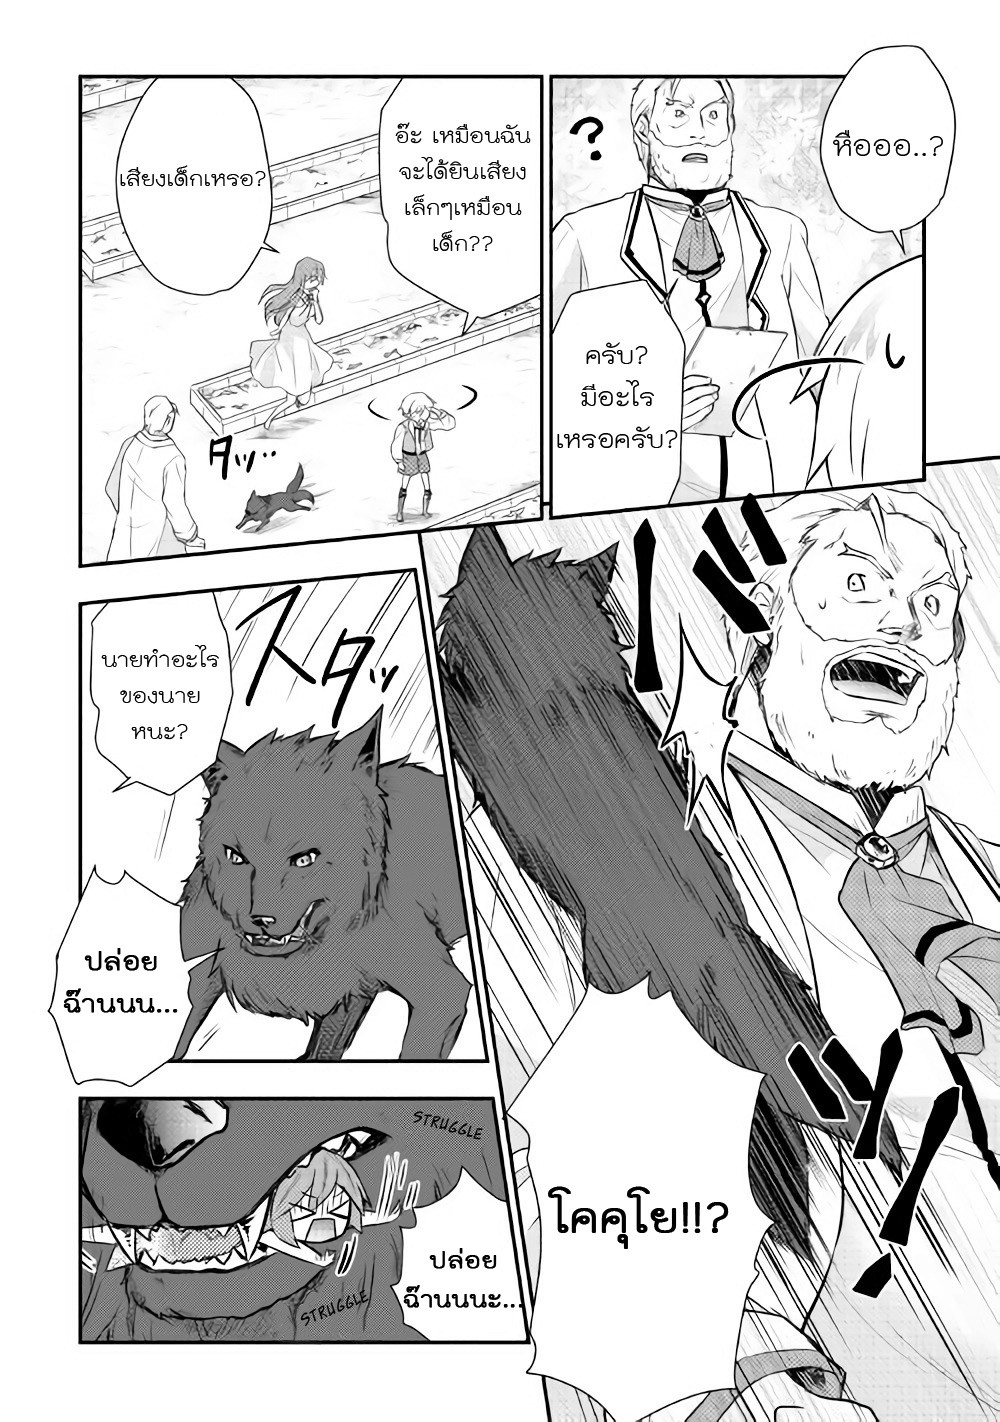 หืออออ..?
?
ครับ?
มีอะไร
เหรอครับ?
อ๊ะ เหมือนฉัน
จะได้ยินเสียง
เล็กๆเหมือน
เด็ก??
เสียงเด็กเหรอ?
タッ..
バッ
โคคุโย!!?
スタッ..
นายทำอะไร
ของนาย
หนะ?
ปล่อย
ฉ๊านนน...
STRUGGLE
ปล่อย
ฉ๊านนนะ...
STRUGGLE